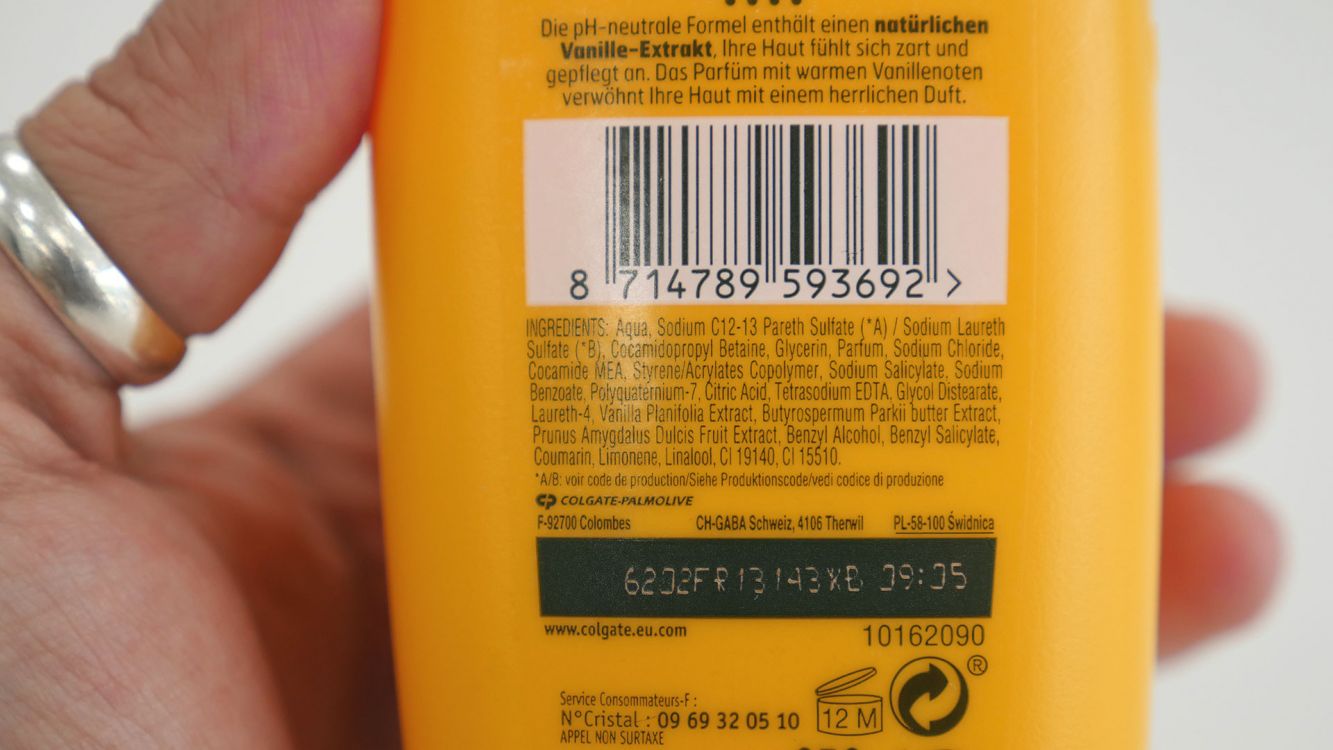 Die pH-neutrale Formel enthält einen natürlichen
Vanille-Extrakt, Ihre Haut fühlt sich zart und
gepflegt an. Das Parfüm mit warmen Vanillenoten
verwöhnt Ihre Haut mit einem herrlichen Duft.
8 714789 593692 >
INGREDIENTS: Aqua, Sodium C12-13 Pareth Sulfate (*A) / Sodium Laureth
Sulfate (*B), Cocamidopropyl Betaine, Glycerin, Parfum, Sodium Chloride,
Cocamide MEA, Styrene/Acrylates Copolymer, Sodium Salicylate, Sodium
Benzoate, Polyquaternium-7, Citric Acid, Tetrasodium EDTA, Glycol Distearate,
Laureth-4, Vanilla Planifolia Extract, Butyrospermum Parkii butter Extract,
Prunus Amygdalus Dulcis Fruit Extract, Benzyl Alcohol, Benzyl Salicylate,
Coumarin, Limonene, Linalool, CI 19140, CI 15510.
*A/B: voir code de production/Siehe Produktionscode/vedi codice di produzione
CP COLGATE-PALMOLIVE
F-92700 Colombes CH-GABA Schweiz, 4106 Therwil PL-58-100 Świdnica
09:05
www.colgate.eu.com 10162090
®
Service Consommateurs-F :
N°Cristal : 09 69 32 05 10 12 M
APPEL NON SURTAXE